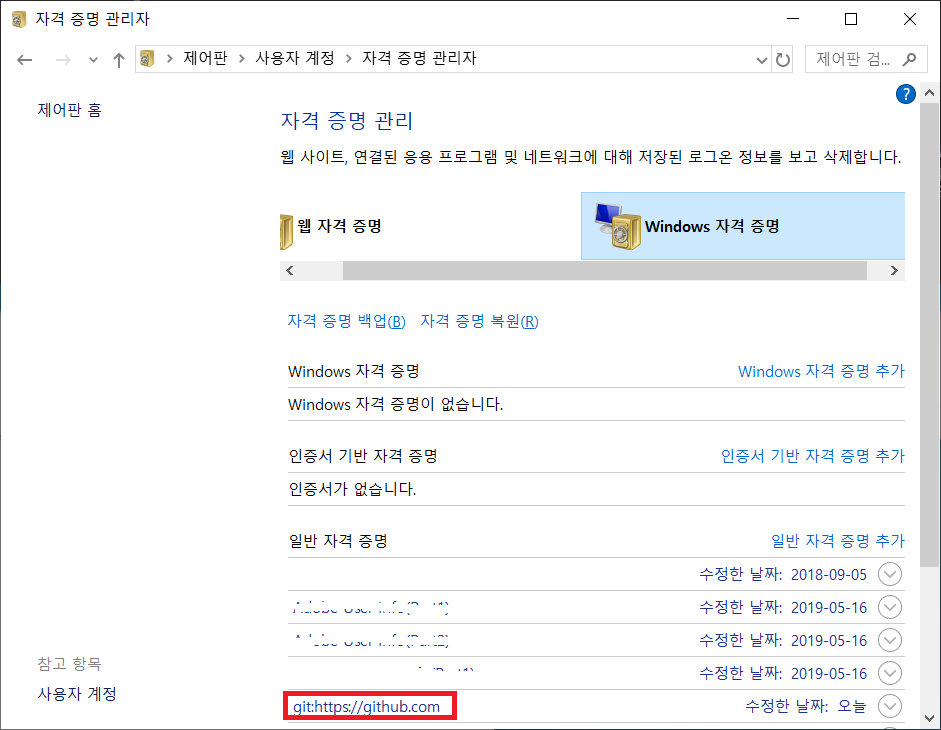 자격 증명 관리자
제어판 > 사용자 계정 > 자격 증명 관리자
제어판 검...
제어판 홈
?
자격 증명 관리
웹 사이트, 연결된 응용 프로그램 및 네트워크에 대해 저장된 로그온 정보를 보고 삭제합니다.
웹 자격 증명
Windows 자격 증명
자격 증명 백업(B) 자격 증명 복원(R)
Windows 자격 증명 Windows 자격 증명 추가
Windows 자격 증명이 없습니다.
인증서 기반 자격 증명 인증서 기반 자격 증명 추가
인증서가 없습니다.
일반 자격 증명 일반 자격 증명 추가
수정한 날짜: 2018-09-05
Adobe User Info(Part1) 수정한 날짜: 2019-05-16
Adobe User Info(Part2) 수정한 날짜: 2019-05-16
수정한 날짜: 2019-05-16
git:https://github.com 수정한 날짜: 오늘
참고 항목
사용자 계정